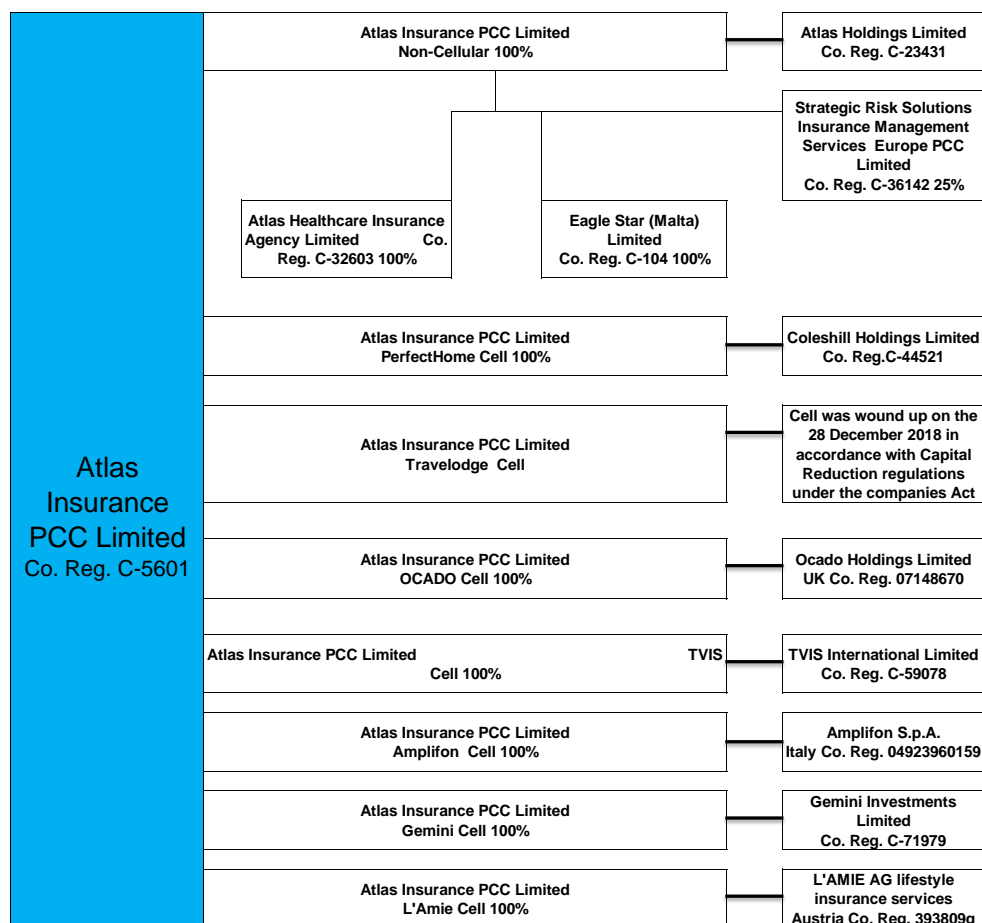 Atlas
Insurance
PCC Limited
Co. Reg. C-5601
Atlas Insurance PCC Limited
Non-Cellular 100%
Atlas Holdings Limited
Co. Reg. C-23431
Strategic Risk Solutions
Insurance Management
Services Europe PCC
Limited
Co. Reg. C-36142 25%
Atlas Healthcare Insurance
Agency Limited Co.
Reg. C-32603 100%
Eagle Star (Malta)
Limited
Co. Reg. C-104 100%
Atlas Insurance PCC Limited
PerfectHome Cell 100%
Coleshill Holdings Limited
Co. Reg.C-44521
Atlas Insurance PCC Limited
Travelodge Cell
Cell was wound up on the
28 December 2018 in
accordance with Capital
Reduction regulations
under the companies Act
Atlas Insurance PCC Limited
OCADO Cell 100%
Ocado Holdings Limited
UK Co. Reg. 07148670
Atlas Insurance PCC Limited TVIS
Cell 100%
TVIS International Limited
Co. Reg. C-59078
Atlas Insurance PCC Limited
Amplifon Cell 100%
Amplifon S.p.A.
Italy Co. Reg. 04923960159
Atlas Insurance PCC Limited
Gemini Cell 100%
Gemini Investments
Limited
Co. Reg. C-71979
Atlas Insurance PCC Limited
L'Amie Cell 100%
L'AMIE AG lifestyle
insurance services
Austria Co. Reg. 393809g